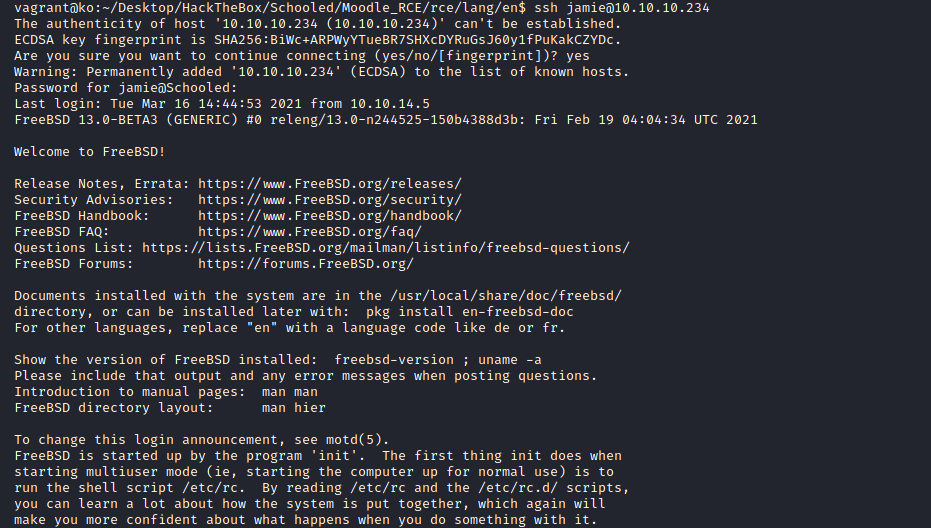 vagrant@ko:~/Desktop/HackTheBox/Schooled/Moodle_RCE/rce/lang/en$ ssh jamie@10.10.10.234
The authenticity of host '10.10.10.234 (10.10.10.234)' can't be established.
ECDSA key fingerprint is SHA256:BiWc+ARPWyYTueBR7SHXcDYRuGsJ60y1fPuKakCZYDc.
Are you sure you want to continue connecting (yes/no/[fingerprint])? yes
Warning: Permanently added '10.10.10.234' (ECDSA) to the list of known hosts.
Password for jamie@Schooled:
Last login: Tue Mar 16 14:44:53 2021 from 10.10.14.5
FreeBSD 13.0-BETA3 (GENERIC) #0 releng/13.0-n244525-150b4388d3b: Fri Feb 19 04:04:34 UTC 2021
Welcome to FreeBSD!
Release Notes, Errata: https://www.FreeBSD.org/releases/
Security Advisories: https://www.FreeBSD.org/security/
FreeBSD Handbook: https://www.FreeBSD.org/handbook/
FreeBSD FAQ: https://www.FreeBSD.org/faq/
Questions List: https://lists.FreeBSD.org/mailman/listinfo/freebsd-questions/
FreeBSD Forums: https://forums.FreeBSD.org/
Documents installed with the system are in the /usr/local/share/doc/freebsd/
directory, or can be installed later with: pkg install en-freebsd-doc
For other languages, replace "en" with a language code like de or fr.
Show the version of FreeBSD installed: freebsd-version ; uname -a
Please include that output and any error messages when posting questions.
Introduction to manual pages: man man
FreeBSD directory layout: man hier
To change this login announcement, see motd(5).
FreeBSD is started up by the program 'init'. The first thing init does when
starting multiuser mode (ie, starting the computer up for normal use) is to
run the shell script /etc/rc. By reading /etc/rc and the /etc/rc.d/ scripts,
you can learn a lot about how the system is put together, which again will
make you more confident about what happens when you do something with it.